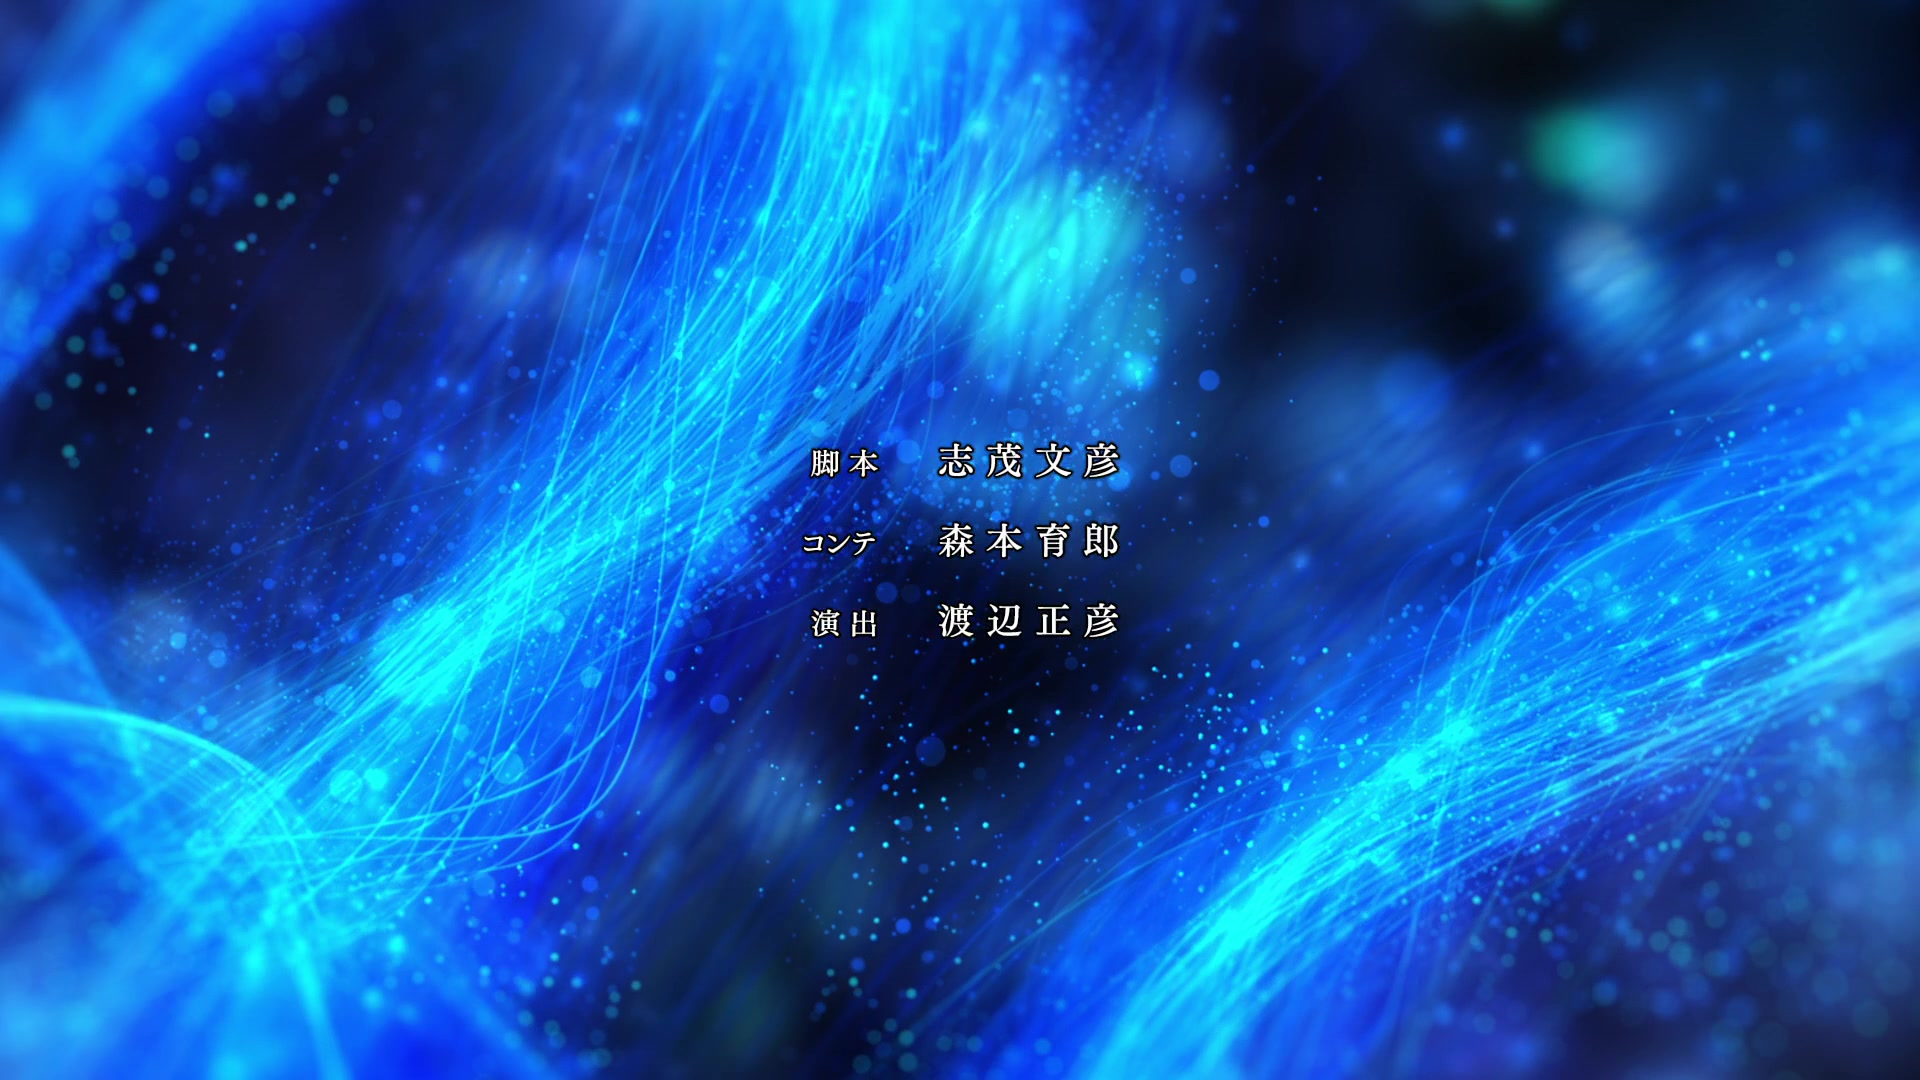 脚本 志茂文彦
コンテ 森本育郎
演出 渡辺正彦